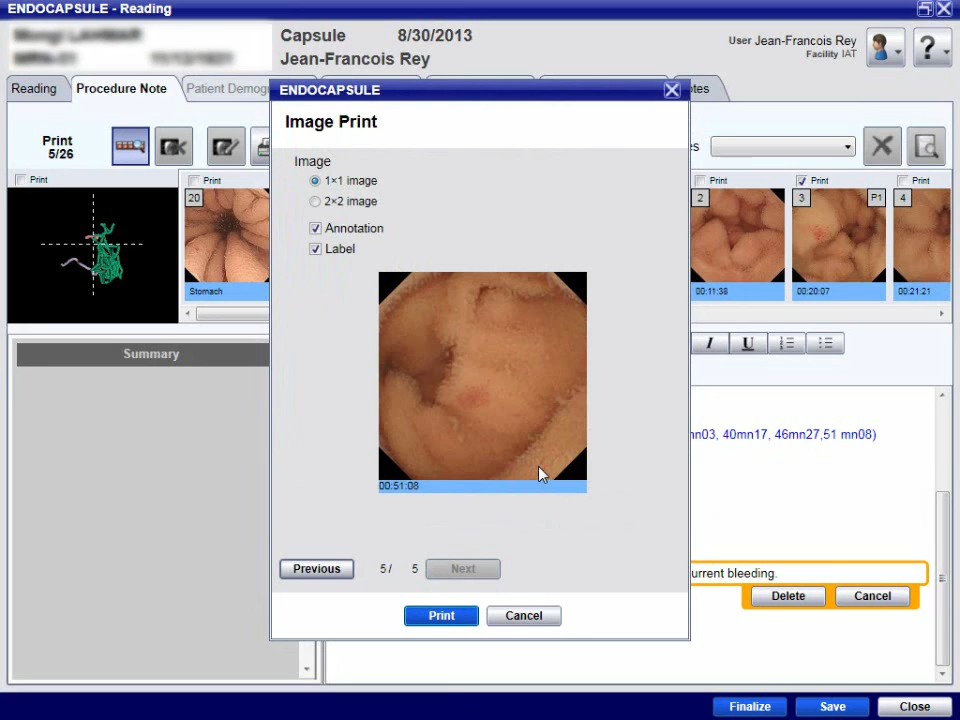 ENDOCAPSULE - Reading
Capsule 8/30/2013
Jean-Francois Rey
User Jean-Francois Rey
Facility IAT
?
Reading
Procedure Note
Patient Demog
otes
ENDOCAPSULE
Image Print
Print
5/26
Image
1×1 image
2×2 image
Annotation
Label
00:51:08
Previous
5/ 5
Next
Print
Cancel
Print
Print
20
Stomach
Print
2
00:11:38
Print
3
P1
00:20:07
Print
4
00:21:21
I
U
Summary
mn03, 40mn17, 46mn27,51 mn08)
urrent bleeding.
Delete
Cancel
Finalize
Save
Close